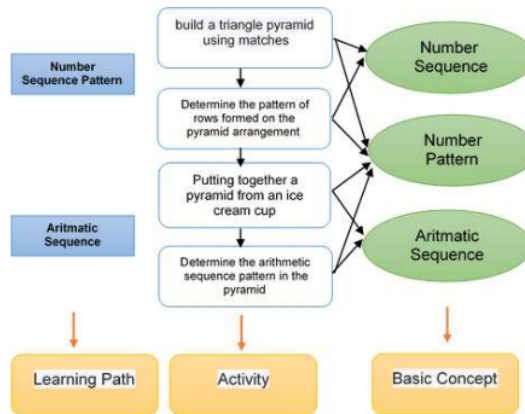 build a triangle pyramid
using matches
Number
Sequence
Number
Sequence Pattern
Determine the pattern of
rows formed on the
pyramid arrangement
Number
Pattern
Putting together a
pyramid from an ice
cream cup
Aritmatic
Sequence
Aritmatic
Sequence
Determine the arithmetic
sequence pattern in the
pyramid
Learning Path
Activity
Basic Concept